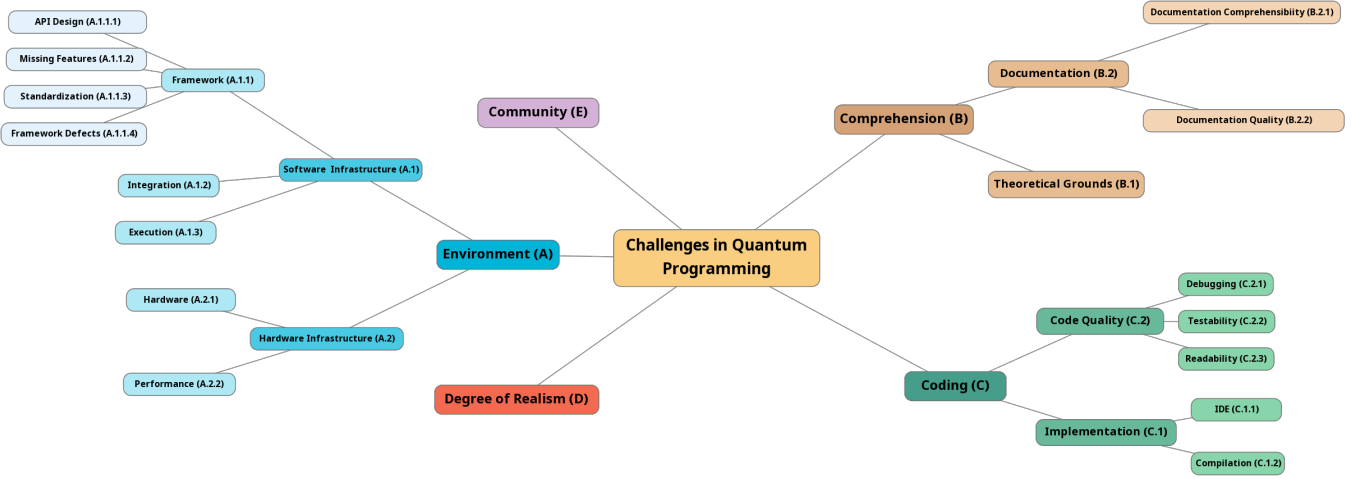 Challenges in Quantum
Programming
Environment (A)
Software  Infrastructure (A.1)
Framework (A.1.1)
API Design (A.1.1.1)
Missing Features (A.1.1.2)
Standardization (A.1.1.3)
Framework Defects (A.1.1.4)
Integration (A.1.2)
Execution (A.1.3)
Hardware Infrastructure (A.2)
Hardware (A.2.1)
Performance (A.2.2)
Comprehension (B)
Documentation (B.2)
Documentation Comprehensibiity (B.2.1)
Documentation Quality (B.2.2)
Theoretical Grounds (B.1)
Coding (C)
Code Quality (C.2)
Debugging (C.2.1)
Testability (C.2.2)
Readability (C.2.3)
Implementation (C.1)
IDE (C.1.1)
Compilation (C.1.2)
Degree of Realism (D)
Community (E)